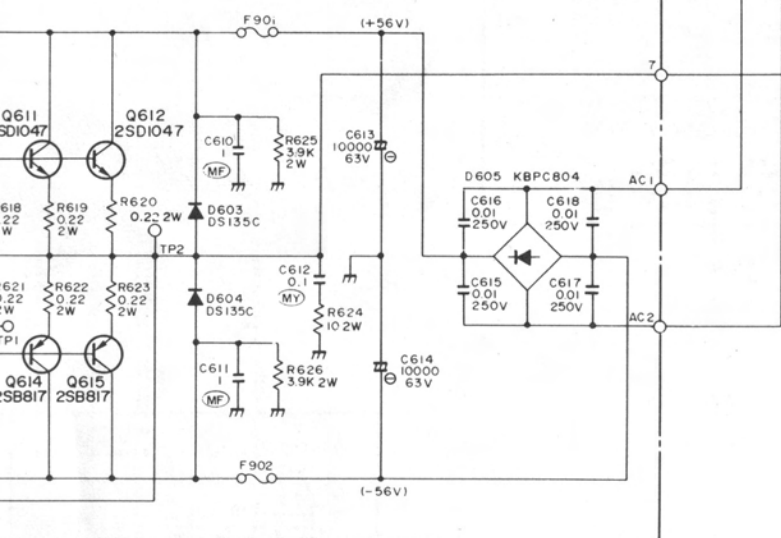 F901
(+56V)
7
Q611
SD1047
Q612
2SD1047
C610
1
MF
R625
3.9K
2W
C613
10000
63V
D605 KBPC804
AC1
618
.22
W
R619
0.22
2W
R620
0.22 2W
D603
DS135C
C616
0.01
250V
C618
0.01
250V
TP2
621
.22
2W
R622
0.22
2W
R623
0.22
2W
D604
DS135C
C612
0.1
MY
R624
10 2W
C615
0.01
250V
C617
0.01
250V
AC2
TP1
Q614
2SB817
Q615
2SB817
C611
1
MF
R626
3.9K 2W
C614
10000
63V
F902
(-56V)